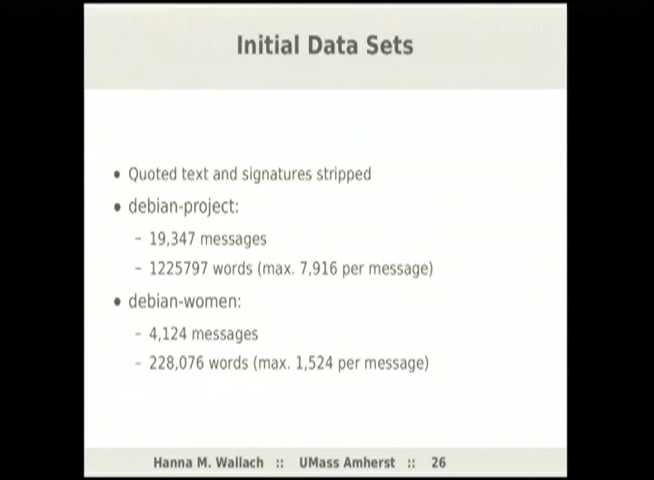 Initial Data Sets
• Quoted text and signatures stripped
• debian-project:
– 19,347 messages
– 1225797 words (max. 7,916 per message)
• debian-women:
– 4,124 messages
– 228,076 words (max. 1,524 per message)
Hanna M. Wallach :: UMass Amherst :: 26